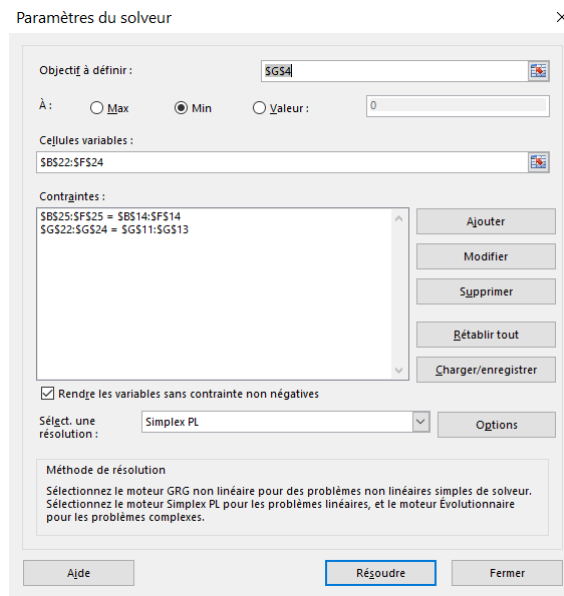 Paramètres du solveur
Objectif à définir :
$G$4
À :
Max
Min
Valeur :
0
Cellules variables :
$B$22:$F$24
Contraintes :
$B$25:$F$25 = $B$14:$F$14
$G$22:$G$24 = $G$11:$G$13
Ajouter
Modifier
Supprimer
Rétablir tout
Charger/enregistrer
Rendre les variables sans contrainte non négatives
Sélect. une
résolution :
Simplex PL
Options
Méthode de résolution
Sélectionnez le moteur GRG non linéaire pour des problèmes non linéaires simples de solveur.
Sélectionnez le moteur Simplex PL pour les problèmes linéaires, et le moteur Évolutionnaire
pour les problèmes complexes.
Aide
Résoudre
Fermer